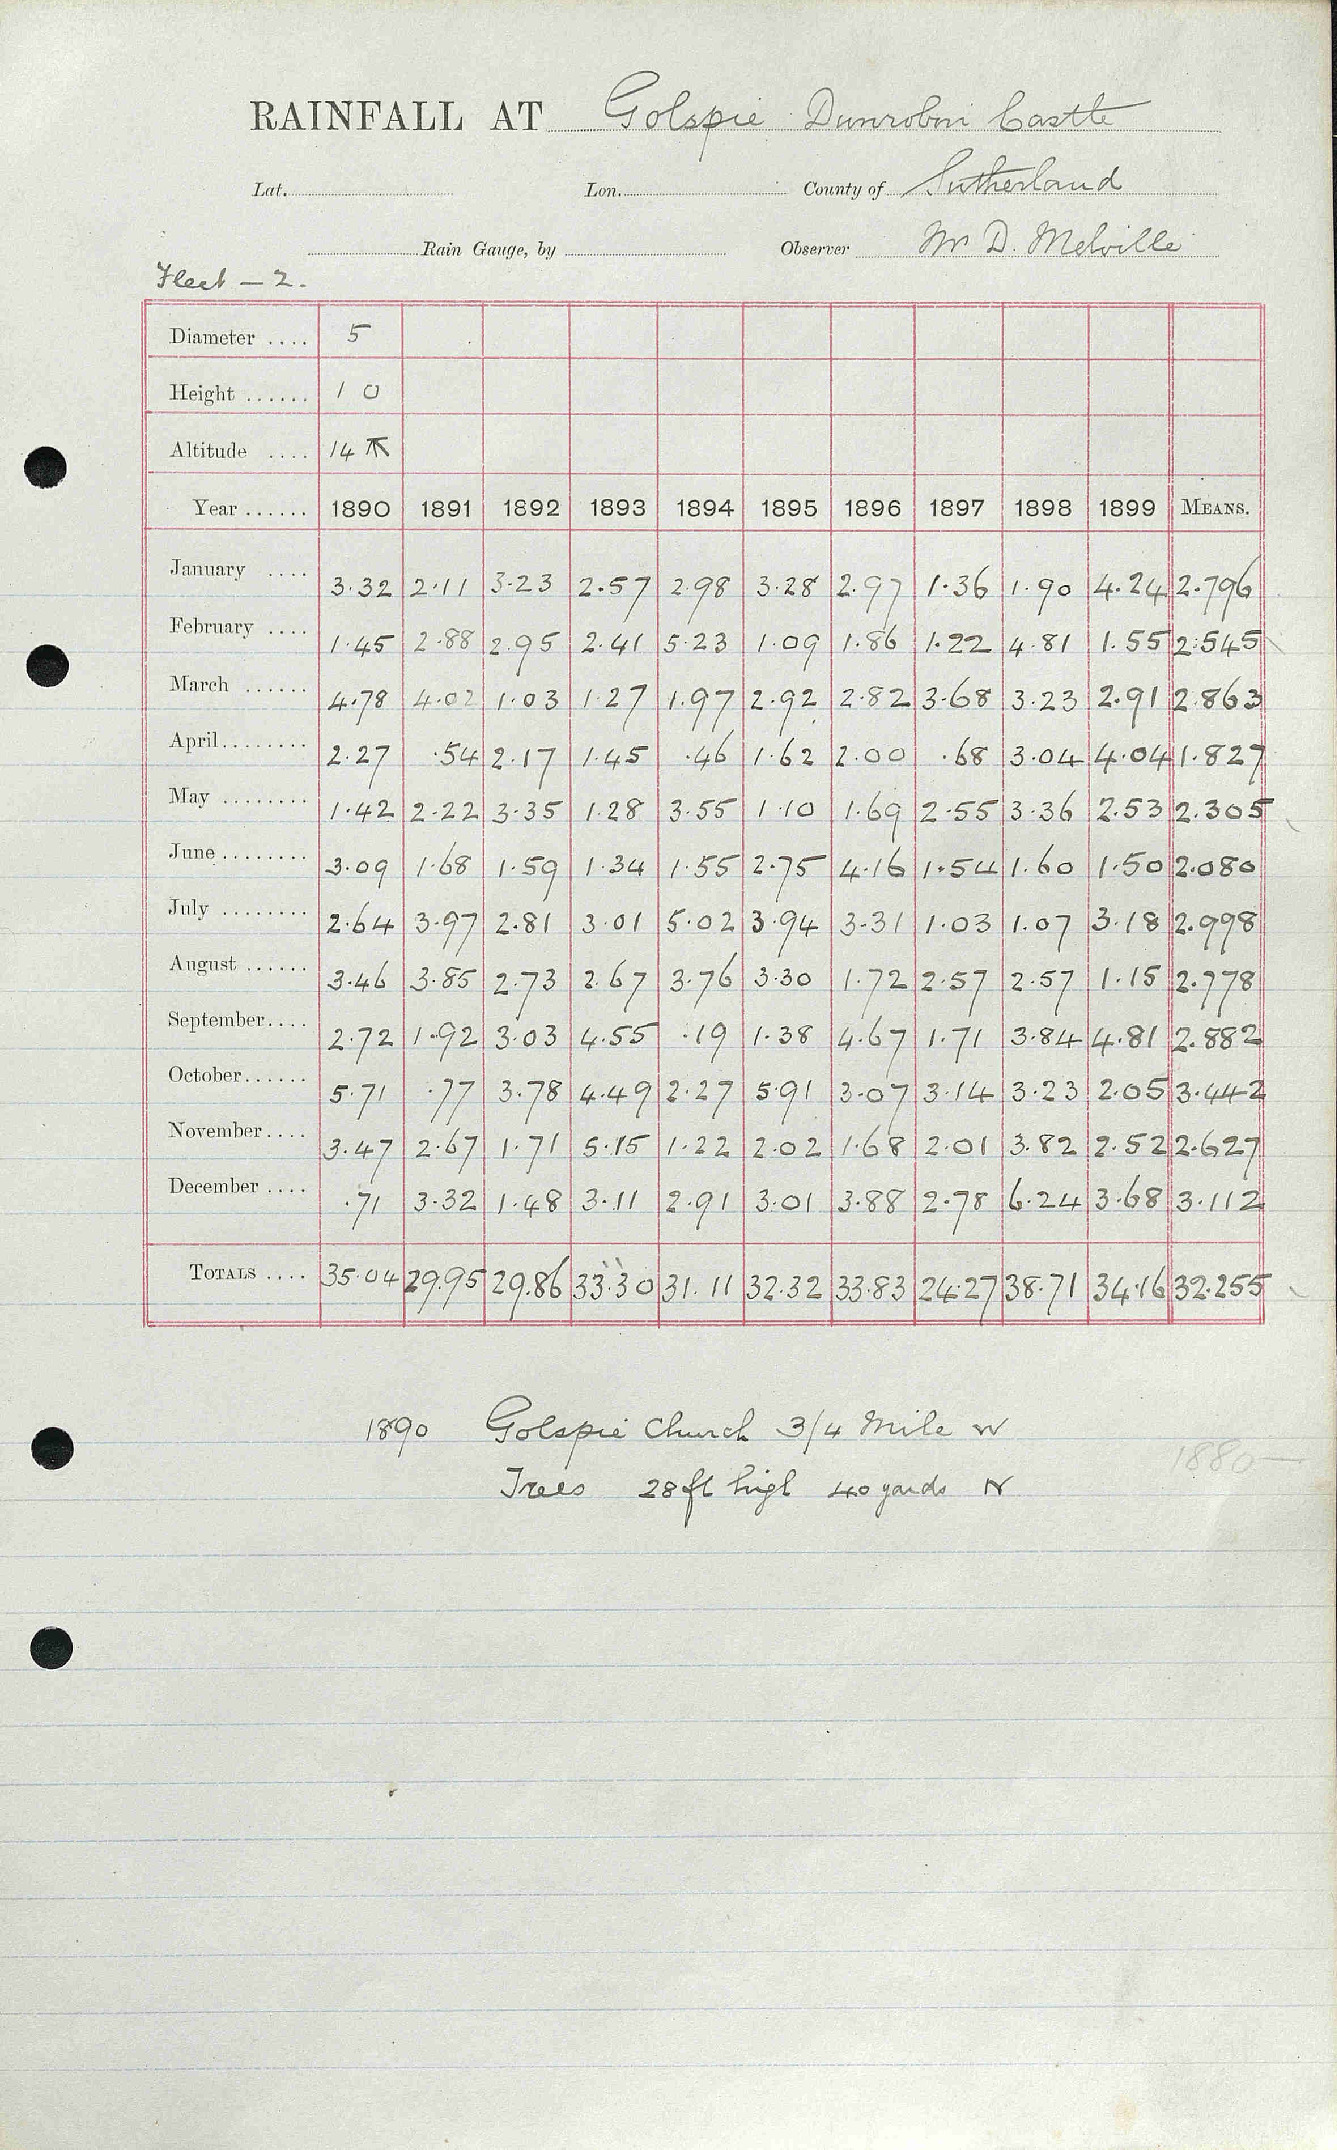 RAINFALL AT Golspie Dunrobin Castle
Lat. Lon. County of Sutherland
Rain Gauge, by Observer Mr D. Melville
Fleet - 2.
Diameter .... 5
Height ...... 1 0
Altitude .... 14
Year ...... 1890 1891 1892 1893 1894 1895 1896 1897 1898 1899 MEANS.
January .... 3.32 2.11 3.23 2.57 2.98 3.28 2.97 1.36 1.90 4.24 2.796
February .... 1.45 2.88 2.95 2.41 5.23 1.09 1.86 1.22 4.81 1.55 2.545
March ...... 4.78 4.02 1.03 1.27 1.97 2.92 2.82 3.68 3.23 2.91 2.863
April........ 2.27 .54 2.17 1.45 .46 1.62 2.00 .68 3.04 4.04 1.827
May ........ 1.42 2.22 3.35 1.28 3.55 1.10 1.69 2.55 3.36 2.53 2.305
June........ 3.09 1.68 1.59 1.34 1.55 2.75 4.16 1.54 1.60 1.50 2.080
July ........ 2.64 3.97 2.81 3.01 5.02 3.94 3.31 1.03 1.07 3.18 2.998
August ...... 3.46 3.85 2.73 2.67 3.76 3.30 1.72 2.57 2.57 1.15 2.778
September.... 2.72 1.92 3.03 4.55 .19 1.38 4.67 1.71 3.84 4.81 2.882
October...... 5.71 .77 3.78 4.49 2.27 5.91 3.07 3.14 3.23 2.05 3.442
November.... 3.47 2.67 1.71 5.15 1.22 2.02 1.68 2.01 3.82 2.52 2.627
December .... .71 3.32 1.48 3.11 2.91 3.01 3.88 2.78 6.24 3.68 3.112
TOTALS .... 35.04 29.95 29.86 33.30 31.11 32.32 33.83 24.27 38.71 34.16 32.255
1890 Golspie Church 3/4 Mile W
1880-
Trees 28ft high 40 yards N